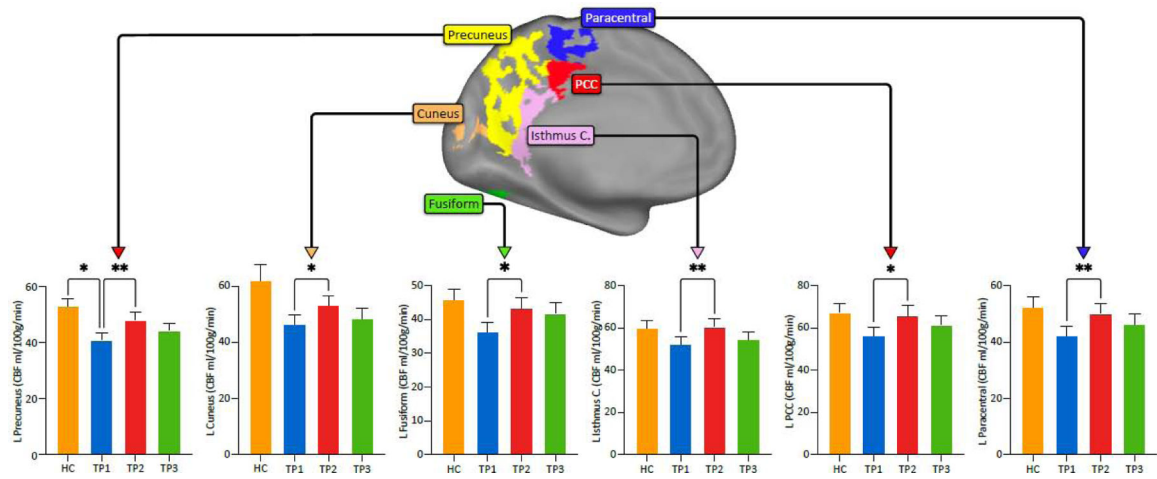 Paracentral
Precuneus
PCC
Cuneus
Isthmus C.
Fusiform
* **
L Precuneus (CBF ml/100g/min)
60
40
20
0
HC TP1 TP2 TP3
*
L Cuneus (CBF ml/100g/min)
60
40
20
0
HC TP1 TP2 TP3
*
L Fusiform (CBF ml/100g/min)
50
40
30
20
10
0
HC TP1 TP2 TP3
**
L Isthmus C. (CBF ml/100g/min)
80
60
40
20
0
HC TP1 TP2 TP3
*
L PCC (CBF ml/100g/min)
80
60
40
20
0
HC TP1 TP2 TP3
**
L Paracentral (CBF ml/100g/min)
60
40
20
0
HC TP1 TP2 TP3